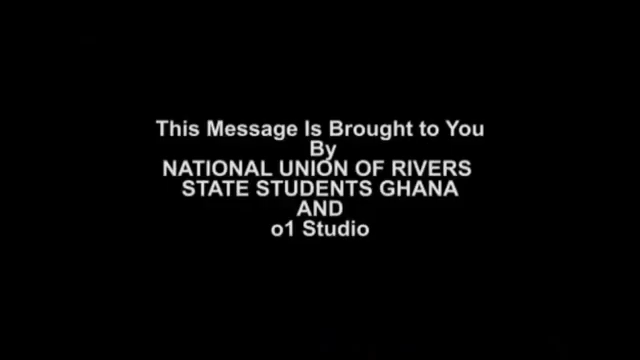 This Message Is Brought to You
By
NATIONAL UNION OF RIVERS
STATE STUDENTS GHANA
AND
o1 Studio